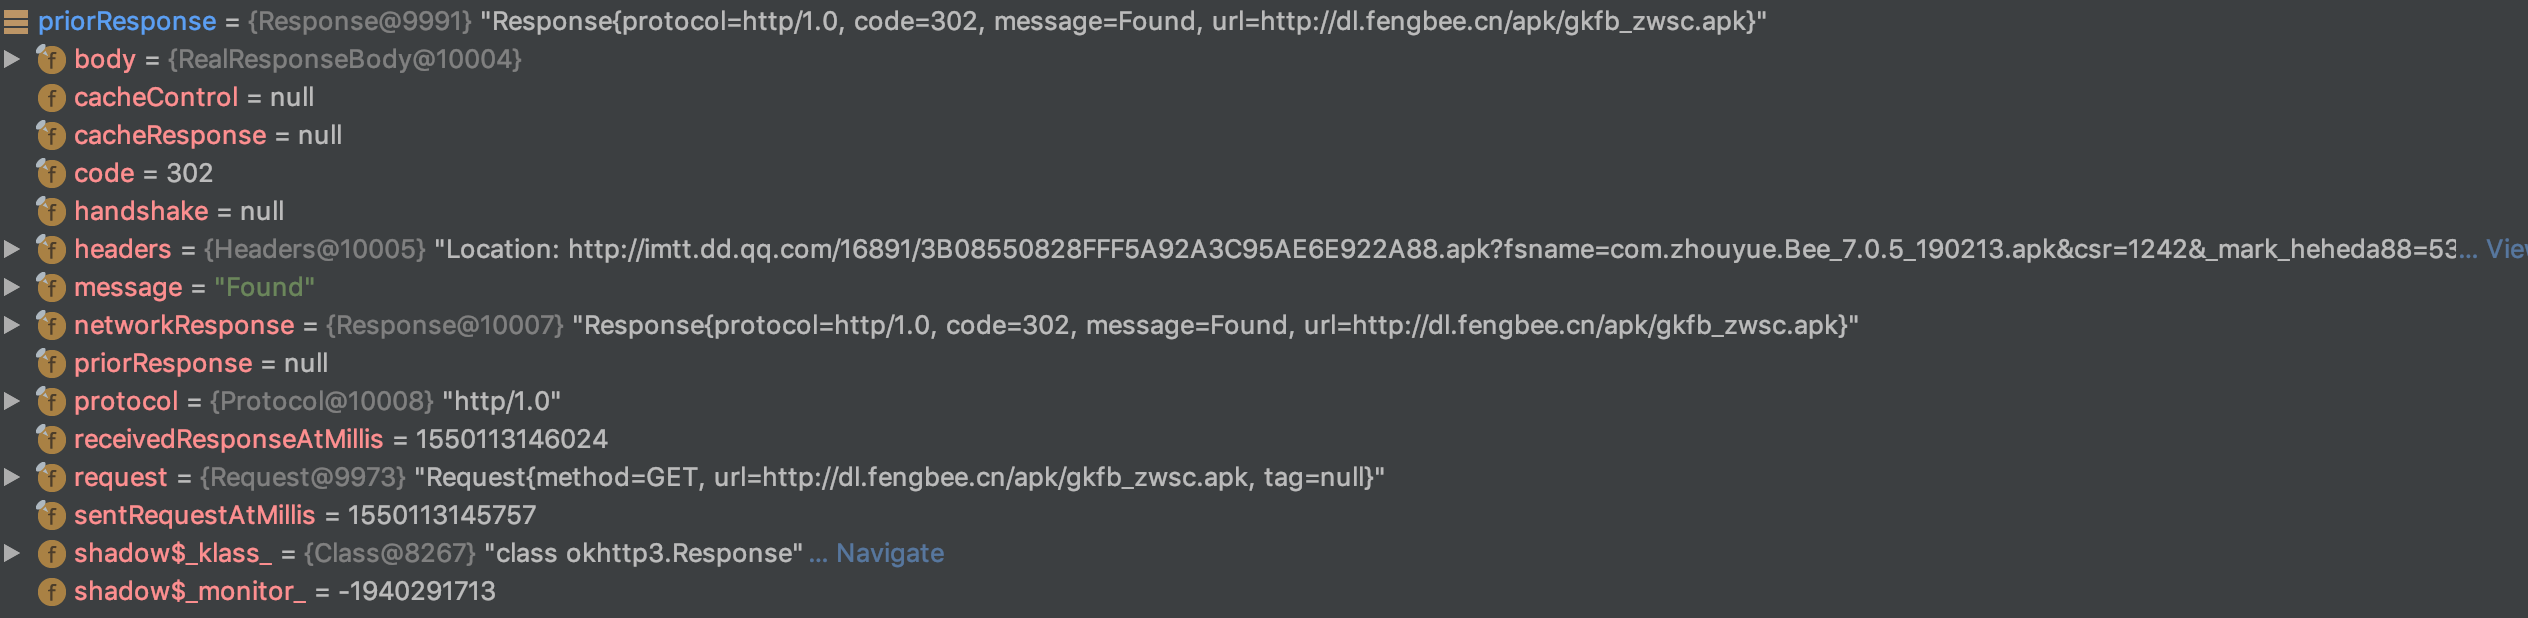 priorResponse = {Response@9991} "Response{protocol=http/1.0, code=302, message=Found, url=http://dl.fengbee.cn/apk/gkfb_zwsc.apk}"
f body = {RealResponseBody@10004}
f cacheControl = null
f cacheResponse = null
f code = 302
f handshake = null
f headers = {Headers@10005} "Location: http://imtt.dd.qq.com/16891/3B08550828FFF5A92A3C95AE6E922A88.apk?fsname=com.zhouyue.Bee_7.0.5_190213.apk&csr=1242&_mark_heheda88=53... View
f message = "Found"
f networkResponse = {Response@10007} "Response{protocol=http/1.0, code=302, message=Found, url=http://dl.fengbee.cn/apk/gkfb_zwsc.apk}"
f priorResponse = null
f protocol = {Protocol@10008} "http/1.0"
f receivedResponseAtMillis = 1550113146024
f request = {Request@9973} "Request{method=GET, url=http://dl.fengbee.cn/apk/gkfb_zwsc.apk, tag=null}"
f sentRequestAtMillis = 1550113145757
f shadow$_klass_ = {Class@8267} "class okhttp3.Response" ... Navigate
f shadow$_monitor_ = -1940291713